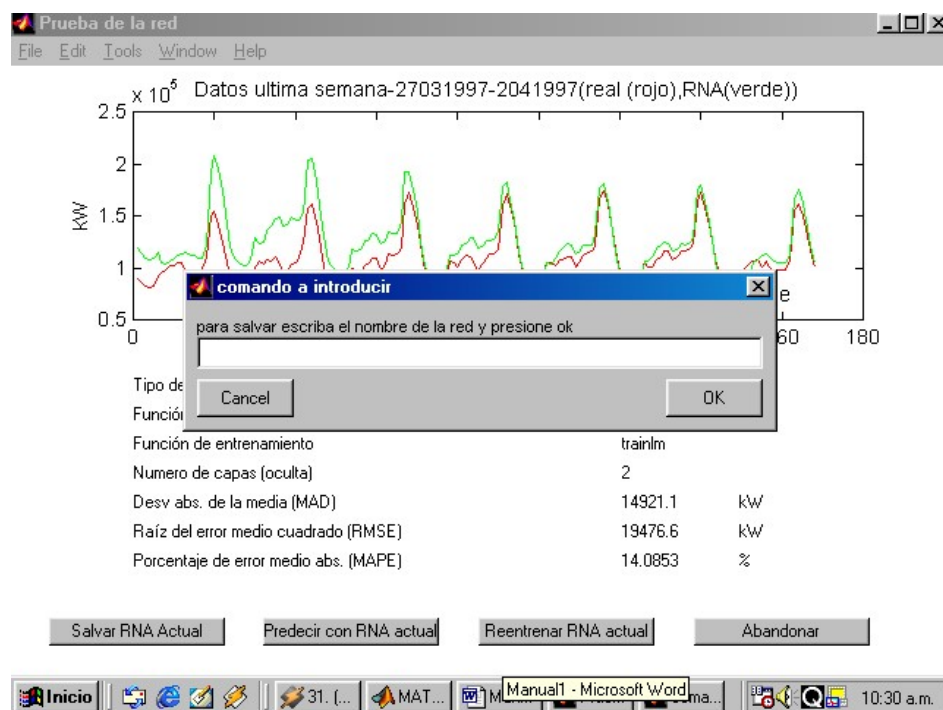 Prueba de la red
File Edit Tools Window Help
x 10^5 Datos ultima semana-27031997-2041997(real (rojo),RNA(verde))
2.5
2
1.5
1
0.5
kW
0
60
180
e
comando a introducir
para salvar escriba el nombre de la red y presione ok
Cancel
OK
Tipo de
Función
Función de entrenamiento trainlm
Numero de capas (oculta) 2
Desv abs. de la media (MAD) 14921.1 kW
Raíz del error medio cuadrado (RMSE) 19476.6 kW
Porcentaje de error medio abs. (MAPE) 14.0853 %
Salvar RNA Actual
Predecir con RNA actual
Reentrenar RNA actual
Abandonar
Inicio
31. (...
MAT...
Manual1 - Microsoft Word
10:30 a.m.